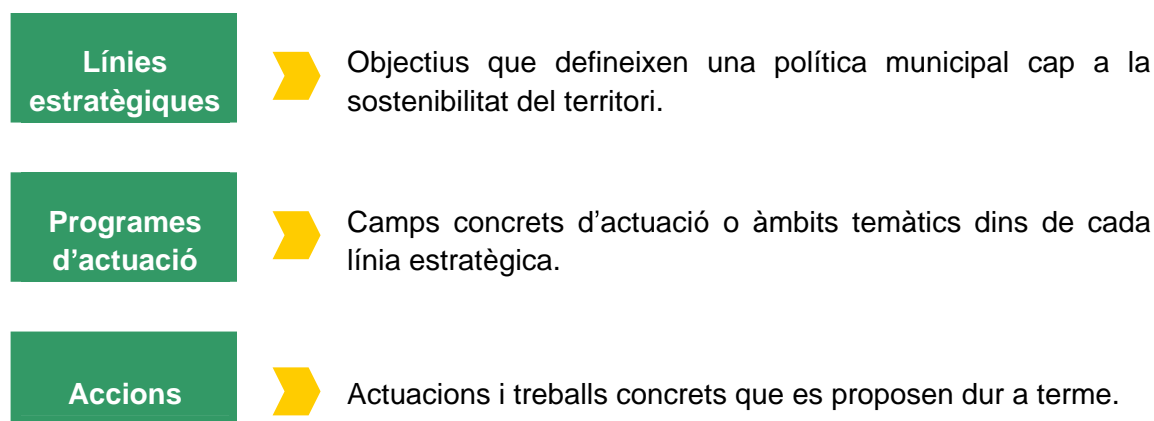 Línies
estratègiques
Objectius que defineixen una política municipal cap a la
sostenibilitat del territori.
Programes
d’actuació
Camps concrets d’actuació o àmbits temàtics dins de cada
línia estratègica.
Accions
Actuacions i treballs concrets que es proposen dur a terme.